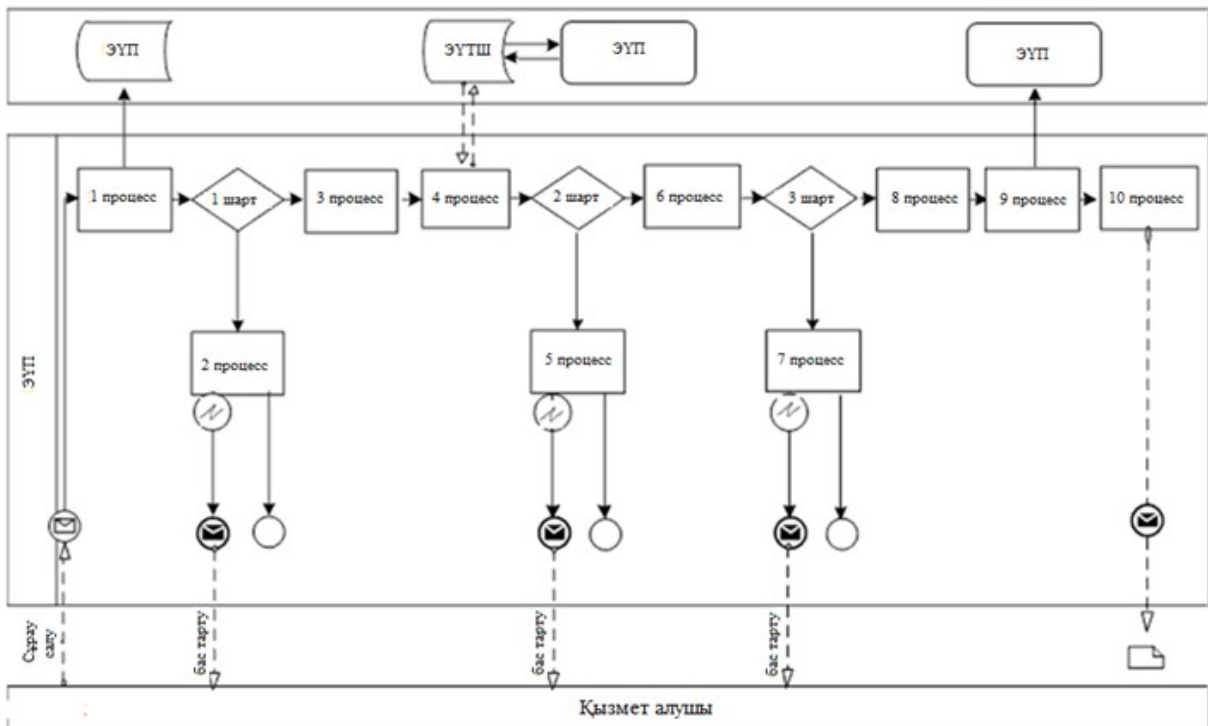 ЭҮП
ЭҮТШ
ЭҮП
ЭҮП
1 процесс
1 шарт
3 процесс
4 процесс
2 шарт
6 процесс
3 шарт
8 процесс
9 процесс
10 процесс
2 процесс
5 процесс
7 процесс
ЭҮП
Сұрау
салу
бас тарту
бас тарту
бас тарту
Қызмет алушы